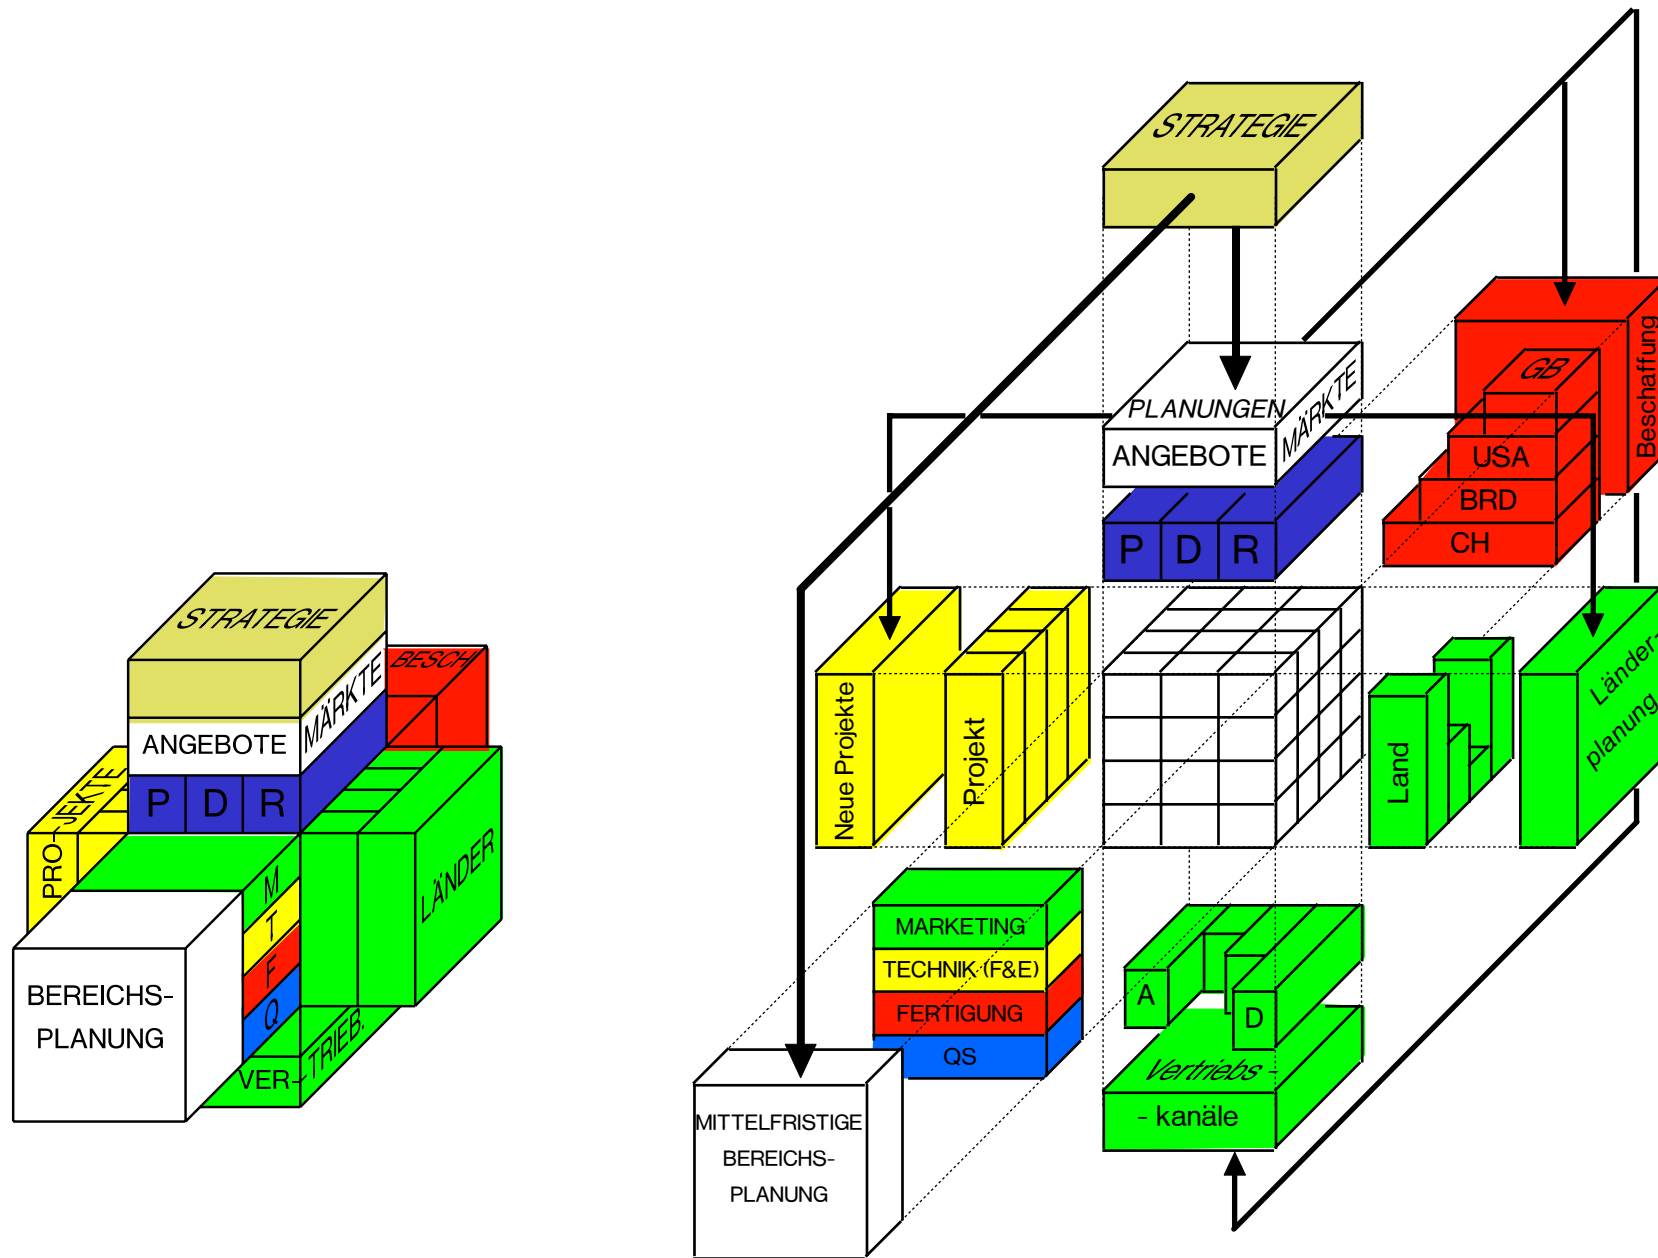 STRATEGIE
BESCH
MÄRKTE
ANGEBOTE
P D R
PRO-JEKTE
LÄNDER
M
T
F
Q
BEREICHS-
PLANUNG
VER-TRIEB.
STRATEGIE
PLANUNGEN
MÄRKTE
ANGEBOTE
P D R
Beschaffung
GB
USA
BRD
CH
Neue Projekte
Projekt
Land
Länder-
planung
MARKETING
TECHNIK (F&E)
FERTIGUNG
QS
A
D
Vertriebs -
- kanäle
MITTELFRISTIGE
BEREICHS-
PLANUNG